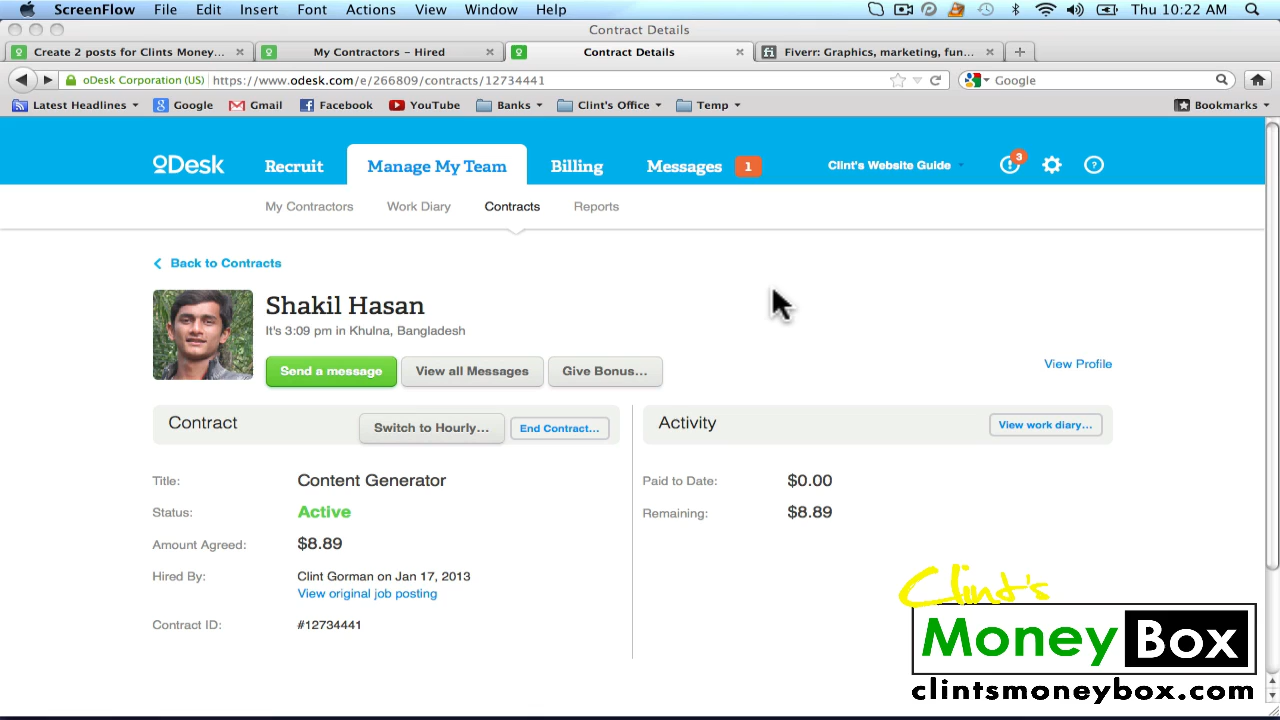 ScreenFlow File Edit Insert Font Actions View Window Help Thu 10:22 AM
Contract Details
Create 2 posts for Clints Money... My Contractors – Hired Contract Details Fiverr: Graphics, marketing, fun...
oDesk Corporation (US) https://www.odesk.com/e/266809/contracts/12734441 Google
Latest Headlines Google Gmail Facebook YouTube Banks Clint's Office Temp Bookmarks
oDesk Recruit Manage My Team Billing Messages 1 Clint's Website Guide 3
My Contractors Work Diary Contracts Reports
Back to Contracts
Shakil Hasan
It's 3:09 pm in Khulna, Bangladesh
View Profile
Send a message View all Messages Give Bonus...
Contract Switch to Hourly... End Contract... Activity View work diary...
Title: Content Generator Paid to Date: $0.00
Status: Active Remaining: $8.89
Amount Agreed: $8.89
Hired By: Clint Gorman on Jan 17, 2013
View original job posting
Contract ID: #12734441
Clint's
Money Box
clintsmoneybox.com